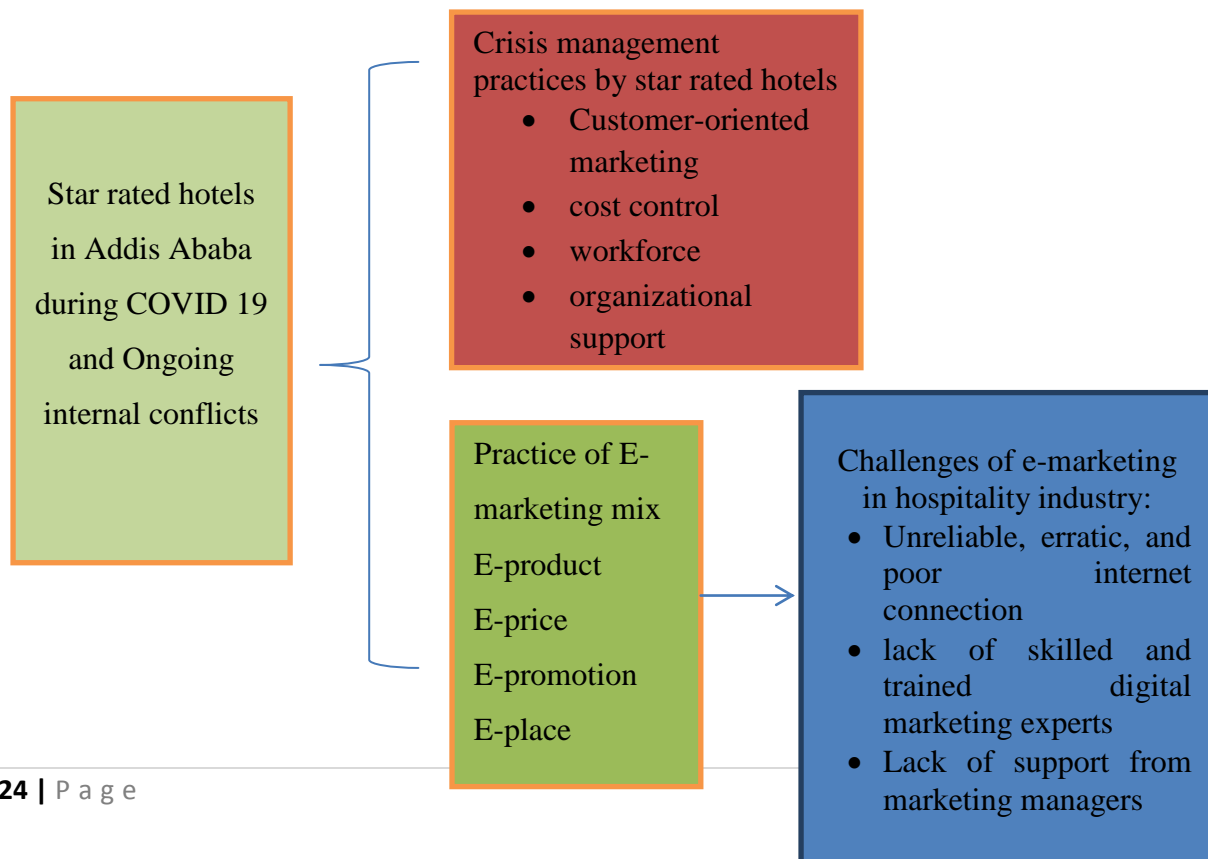 Crisis management
practices by star rated hotels
• Customer-oriented
marketing
• cost control
• workforce
• organizational
support
Star rated hotels
in Addis Ababa
during COVID 19
and Ongoing
internal conflicts
Practice of E-
marketing mix
E-product
E-price
E-promotion
E-place
Challenges of e-marketing
in hospitality industry:
• Unreliable, erratic, and
poor internet
connection
• lack of skilled and
trained digital
marketing experts
• Lack of support from
marketing managers
24 | P a g e